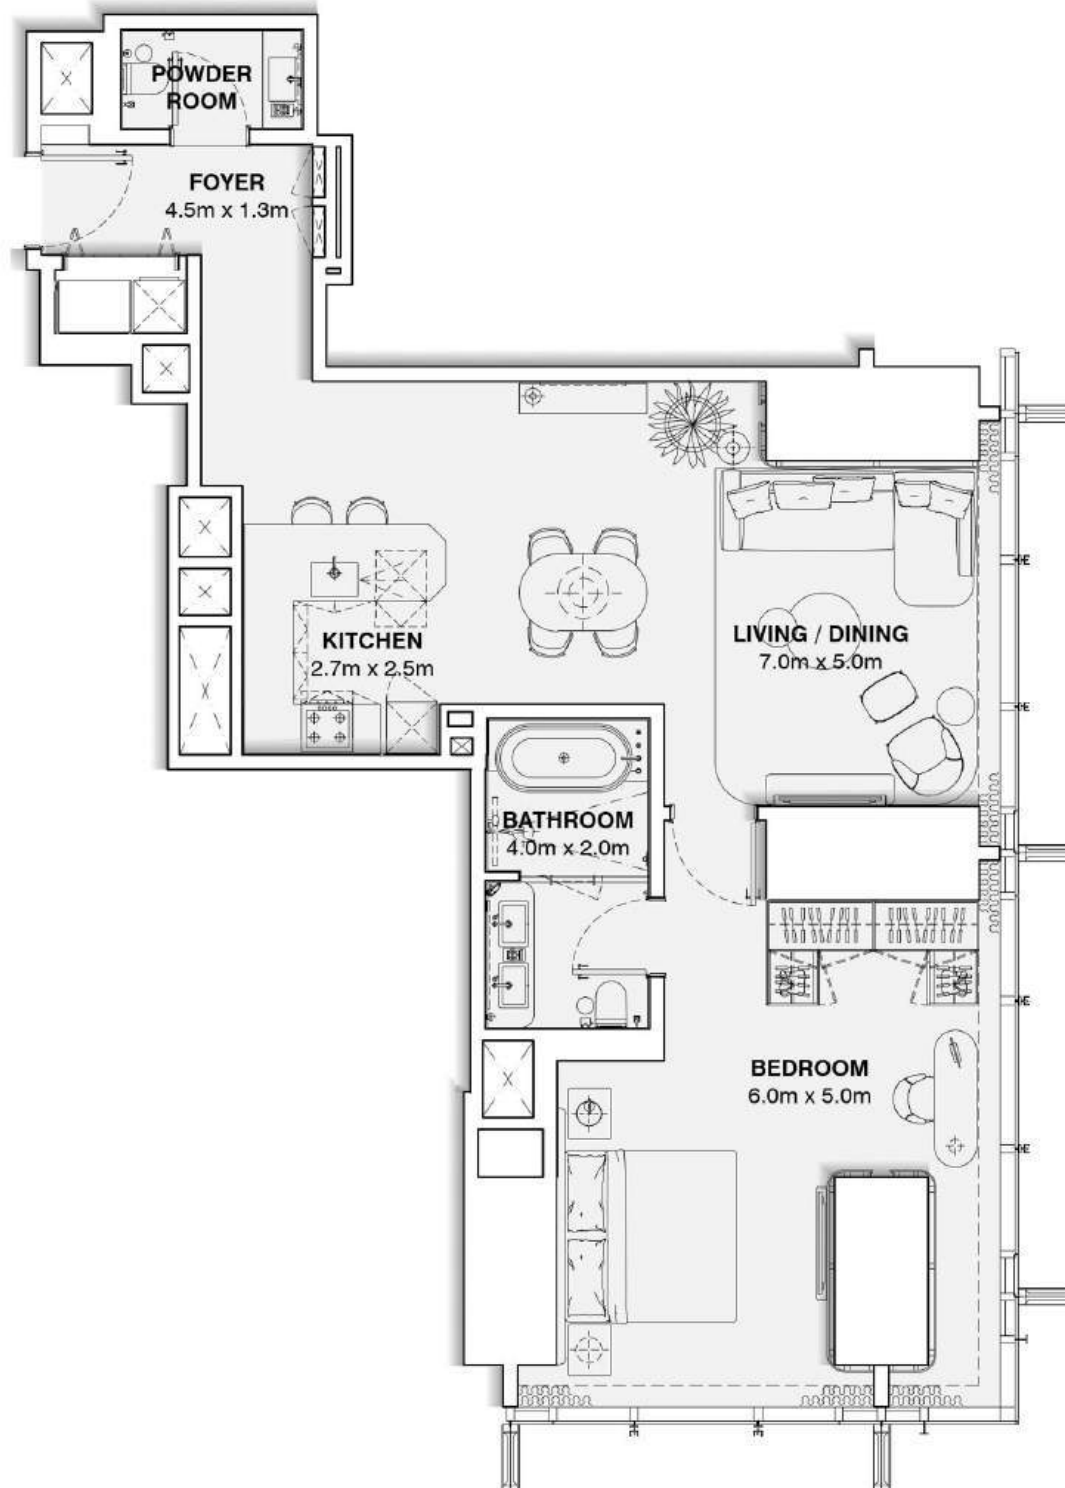 POWDER
ROOM
FOYER
4.5m x 1.3m
KITCHEN
2.7m x 2.5m
LIVING / DINING
7.0m x 5.0m
BATHROOM
4.0m x 2.0m
BEDROOM
6.0m x 5.0m